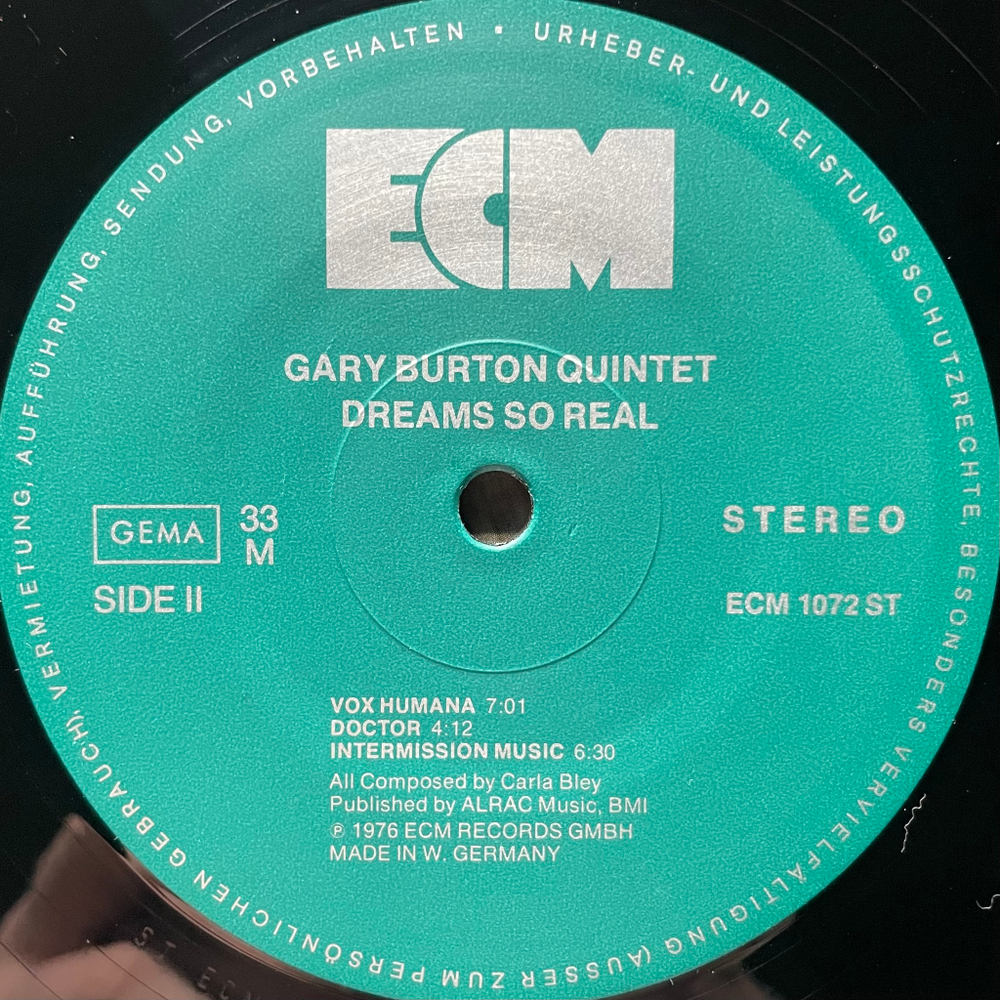 URHEBER- UND LEISTUNGSSCHUTZRECHTE, BESONDERS VERVIELFÄLTIGUNG (AUSSER ZUM PERSÖNLICHEN GEBRAUCH), VERMIETUNG, AUFFÜHRUNG, SENDUNG, VORBEHALTEN •
ECM
GARY BURTON QUINTET
DREAMS SO REAL
GEMA
33
M
STEREO
SIDE II
ECM 1072 ST
VOX HUMANA 7:01
DOCTOR 4:12
INTERMISSION MUSIC 6:30
All Composed by Carla Bley
Published by ALRAC Music, BMI
℗ 1976 ECM RECORDS GMBH
MADE IN W. GERMANY
ST ECM